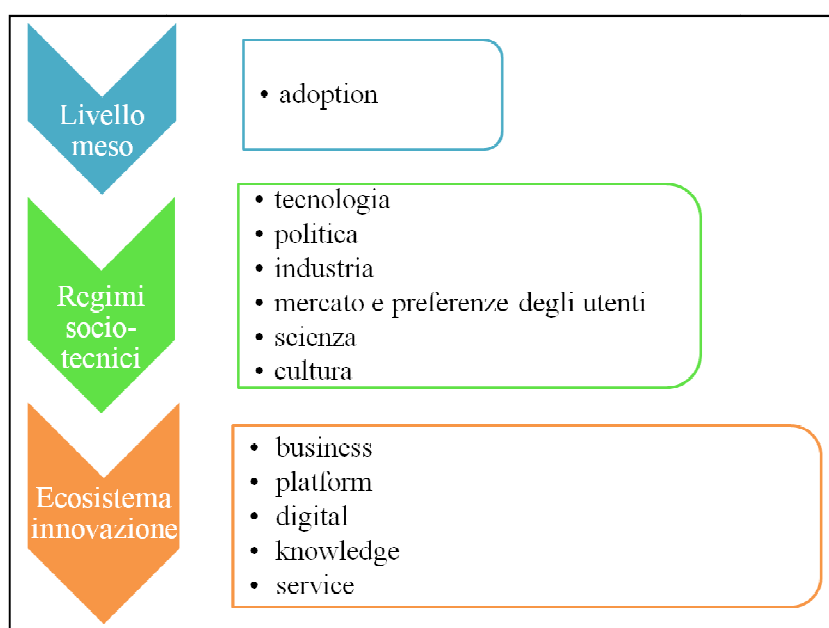 Livello
meso
• adoption
Regimi
socio-
tecnici
• tecnologia
• politica
• industria
• mercato e preferenze degli utenti
• scienza
• cultura
Ecosistema
innovazione
• business
• platform
• digital
• knowledge
• service